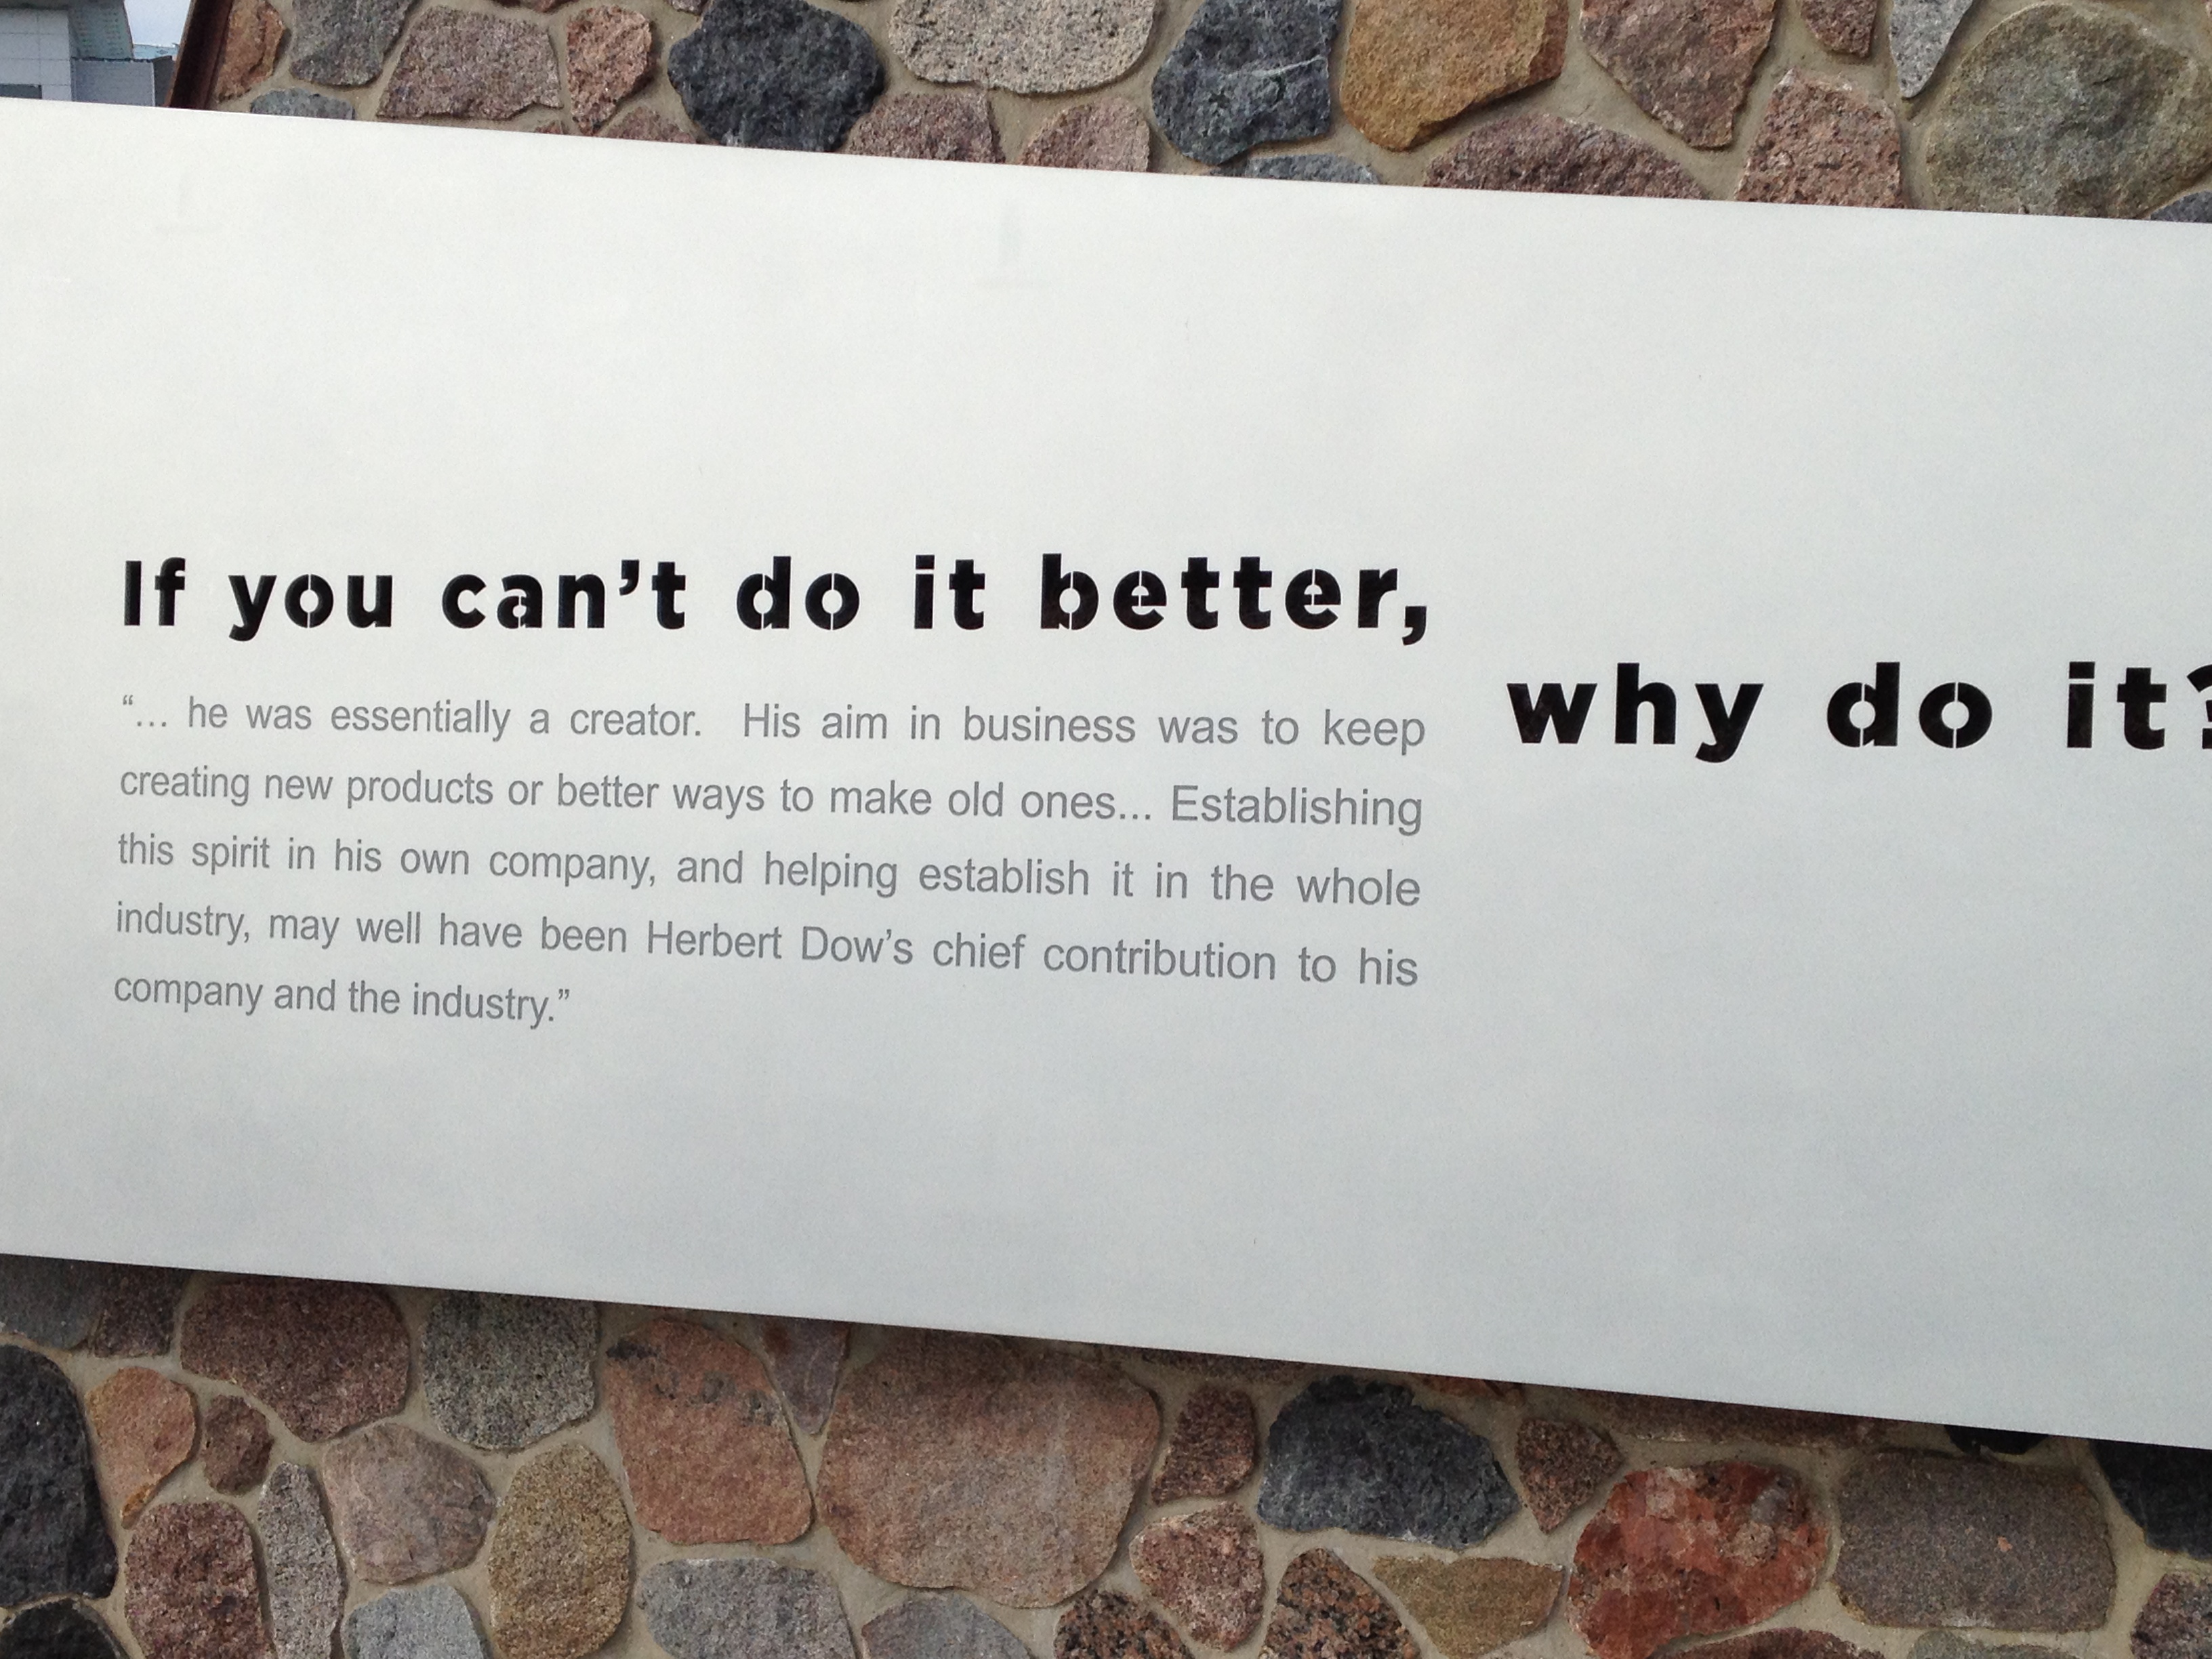 If you can’t do it better,
why do it?
“... he was essentially a creator.  His aim in business was to keep
creating new products or better ways to make old ones... Establishing
this spirit in his own company, and helping establish it in the whole
industry, may well have been Herbert Dow’s chief contribution to his
company and the industry.”